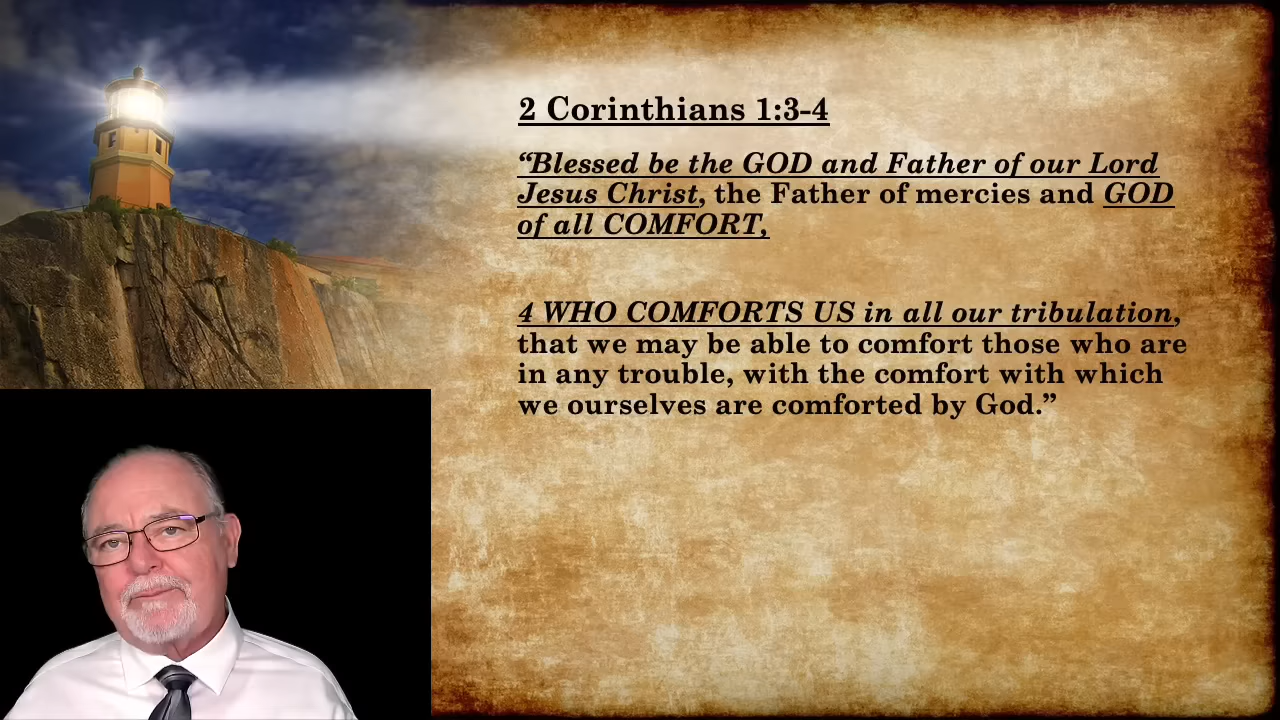 2 Corinthians 1:3-4
“Blessed be the GOD and Father of our Lord
Jesus Christ, the Father of mercies and GOD
of all COMFORT,
4 WHO COMFORTS US in all our tribulation,
that we may be able to comfort those who are
in any trouble, with the comfort with which
we ourselves are comforted by God.”